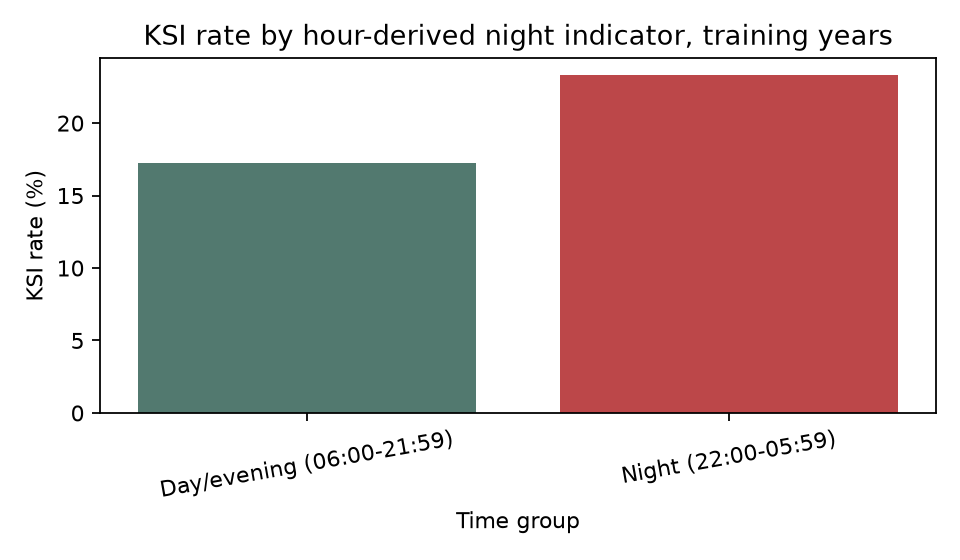 KSI rate by hour-derived night indicator, training years
KSI rate (%)
20
15
10
5
0
Day/evening (06:00-21:59)
Night (22:00-05:59)
Time group